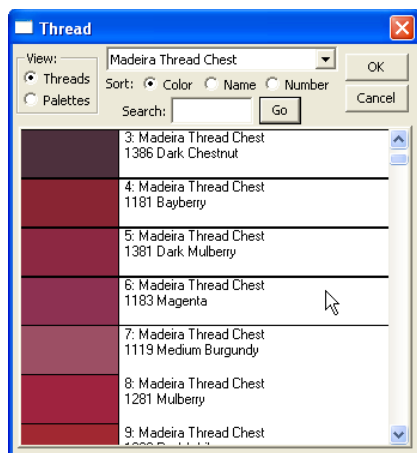 Thread
View:
Threads
Palettes
Madeira Thread Chest
Sort: Color Name Number
Search: Go
OK
Cancel
3: Madeira Thread Chest
1386 Dark Chestnut
4: Madeira Thread Chest
1181 Bayberry
5: Madeira Thread Chest
1381 Dark Mulberry
6: Madeira Thread Chest
1183 Magenta
7: Madeira Thread Chest
1119 Medium Burgundy
8: Madeira Thread Chest
1281 Mulberry
9: Madeira Thread Chest